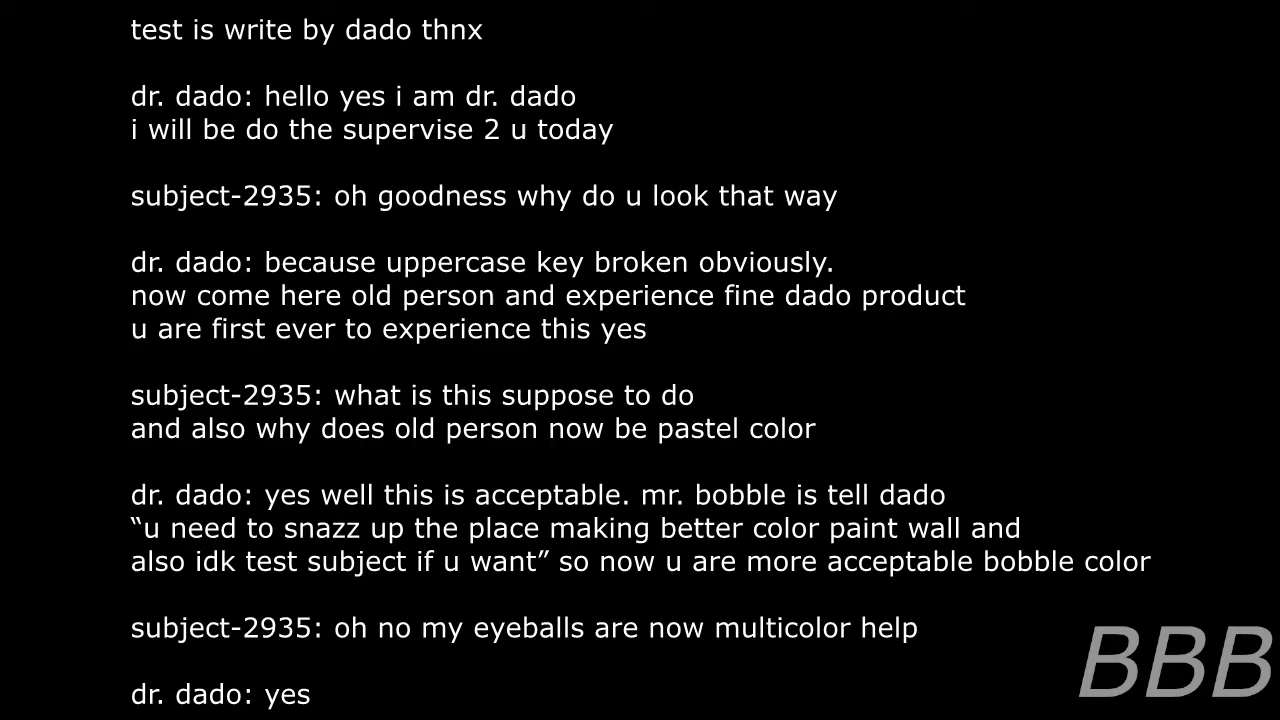 test is write by dado thnx
dr. dado: hello yes i am dr. dado
i will be do the supervise 2 u today
subject-2935: oh goodness why do u look that way
dr. dado: because uppercase key broken obviously.
now come here old person and experience fine dado product
u are first ever to experience this yes
subject-2935: what is this suppose to do
and also why does old person now be pastel color
dr. dado: yes well this is acceptable. mr. bobble is tell dado
“u need to snazz up the place making better color paint wall and
also idk test subject if u want” so now u are more acceptable bobble color
subject-2935: oh no my eyeballs are now multicolor help
dr. dado: yes
BBB